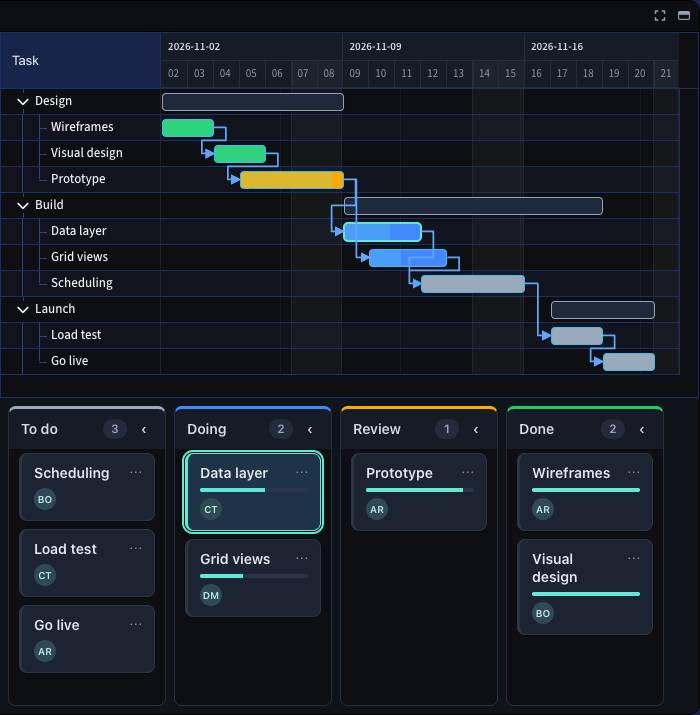 Task
2026-11-02 2026-11-09 2026-11-16
02 03 04 05 06 07 08 09 10 11 12 13 14 15 16 17 18 19 20 21
Design
Wireframes
Visual design
Prototype
Build
Data layer
Grid views
Scheduling
Launch
Load test
Go live
To do 3
Scheduling
BO
Load test
CT
Go live
AR
Doing 2
Data layer
CT
Grid views
DM
Review 1
Prototype
AR
Done 2
Wireframes
AR
Visual
design
BO